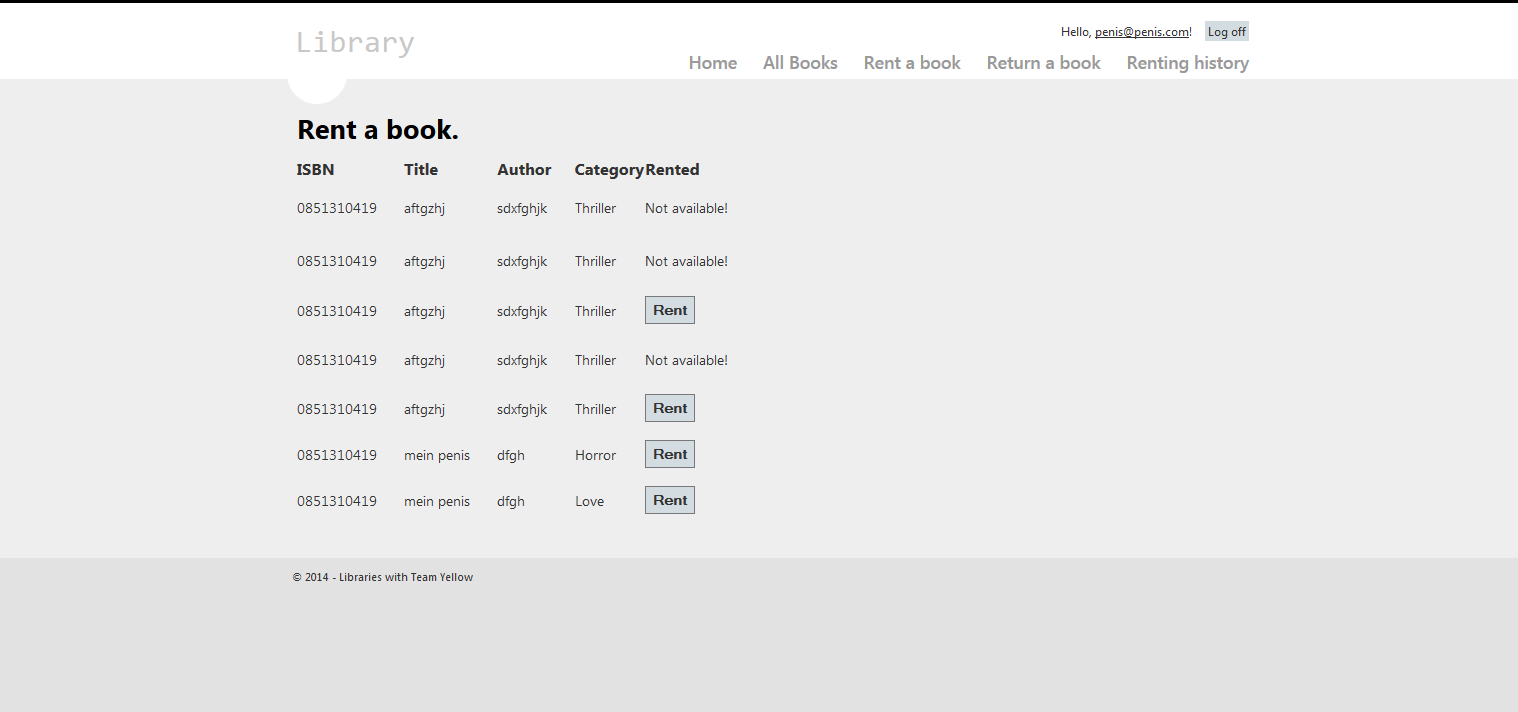 Library
Hello, penis@penis.com! Log off
Home All Books Rent a book Return a book Renting history
Rent a book.
ISBN Title Author Category Rented
0851310419 aftgzhj sdxfghjk Thriller Not available!
0851310419 aftgzhj sdxfghjk Thriller Not available!
0851310419 aftgzhj sdxfghjk Thriller Rent
0851310419 aftgzhj sdxfghjk Thriller Not available!
0851310419 aftgzhj sdxfghjk Thriller Rent
0851310419 mein penis dfgh Horror Rent
0851310419 mein penis dfgh Love Rent
© 2014 - Libraries with Team Yellow